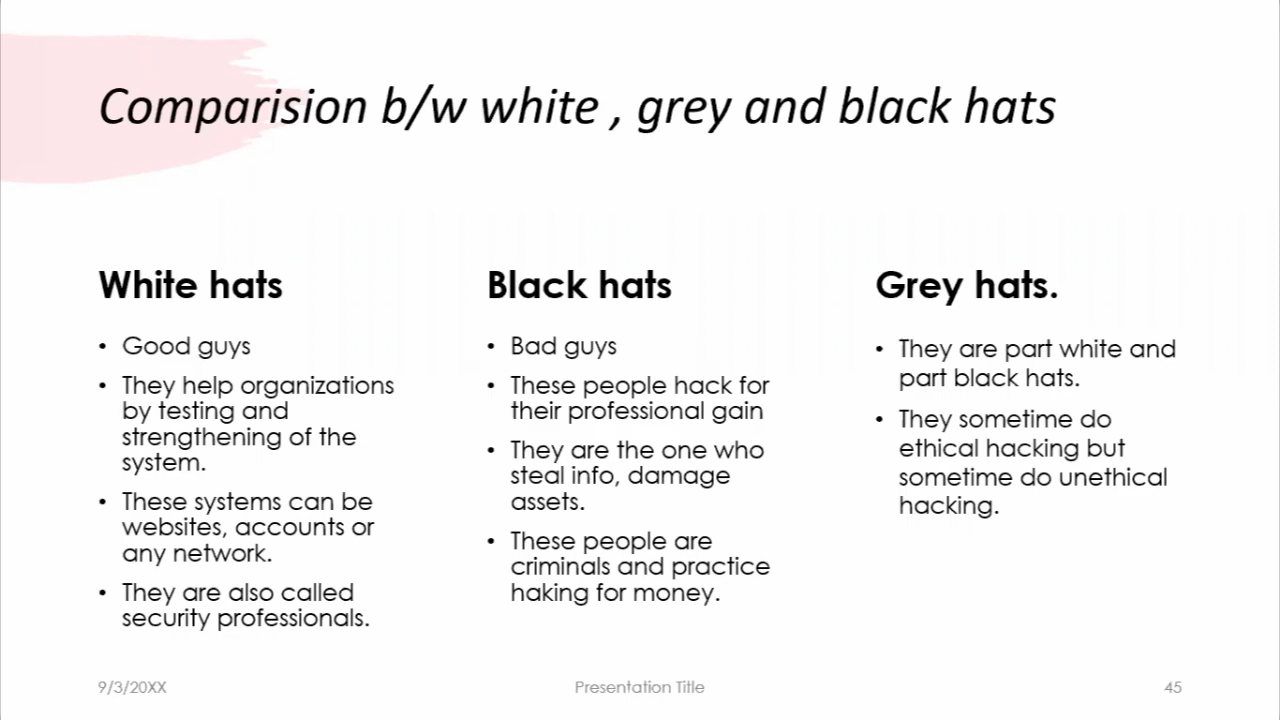 Comparision b/w white , grey and black hats
White hats
• Good guys
• They help organizations
by testing and
strengthening of the
system.
• These systems can be
websites, accounts or
any network.
• They are also called
security professionals.
Black hats
• Bad guys
• These people hack for
their professional gain
• They are the one who
steal info, damage
assets.
• These people are
criminals and practice
haking for money.
Grey hats.
• They are part white and
part black hats.
• They sometime do
ethical hacking but
sometime do unethical
hacking.
9/3/20XX
Presentation Title
45